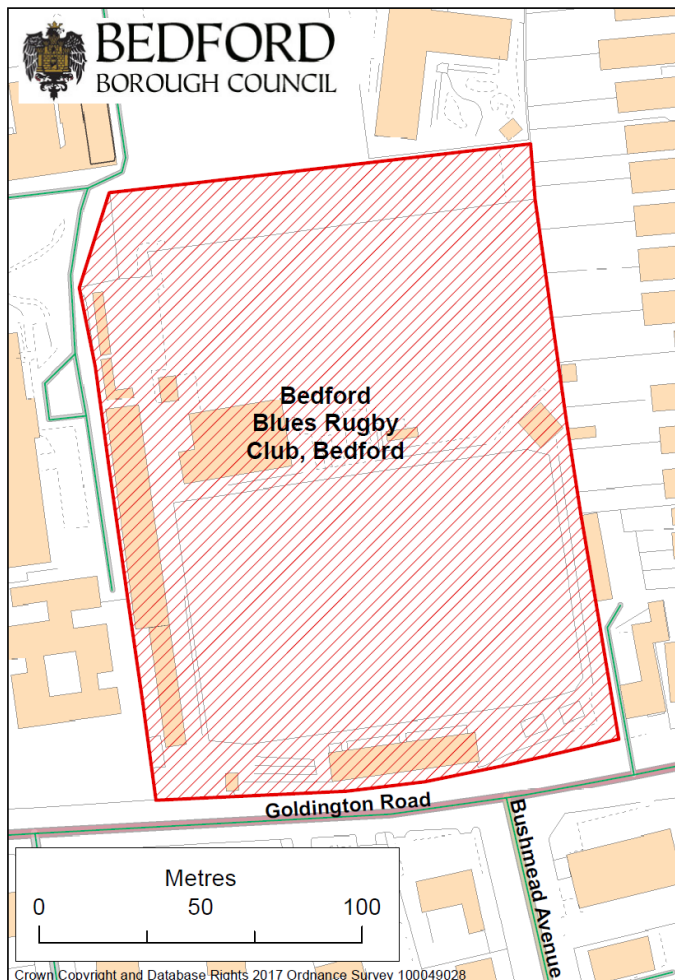 BEDFORD
BOROUGH COUNCIL
Bedford
Blues Rugby
Club, Bedford
Goldington Road
Bushmead Avenue
Metres
0 50 100
Crown Copyright and Database Rights 2017 Ordnance Survey 100049028